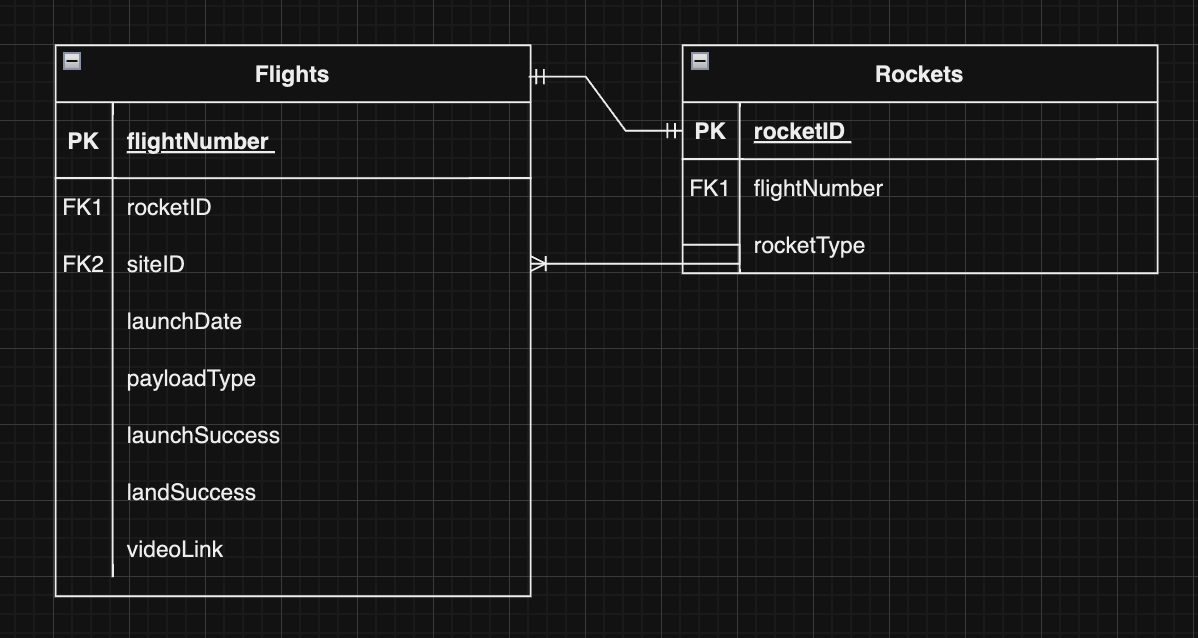 Flights
PK flightNumber
FK1 rocketID
FK2 siteID
launchDate
payloadType
launchSuccess
landSuccess
videoLink
Rockets
PK rocketID
FK1 flightNumber
rocketType